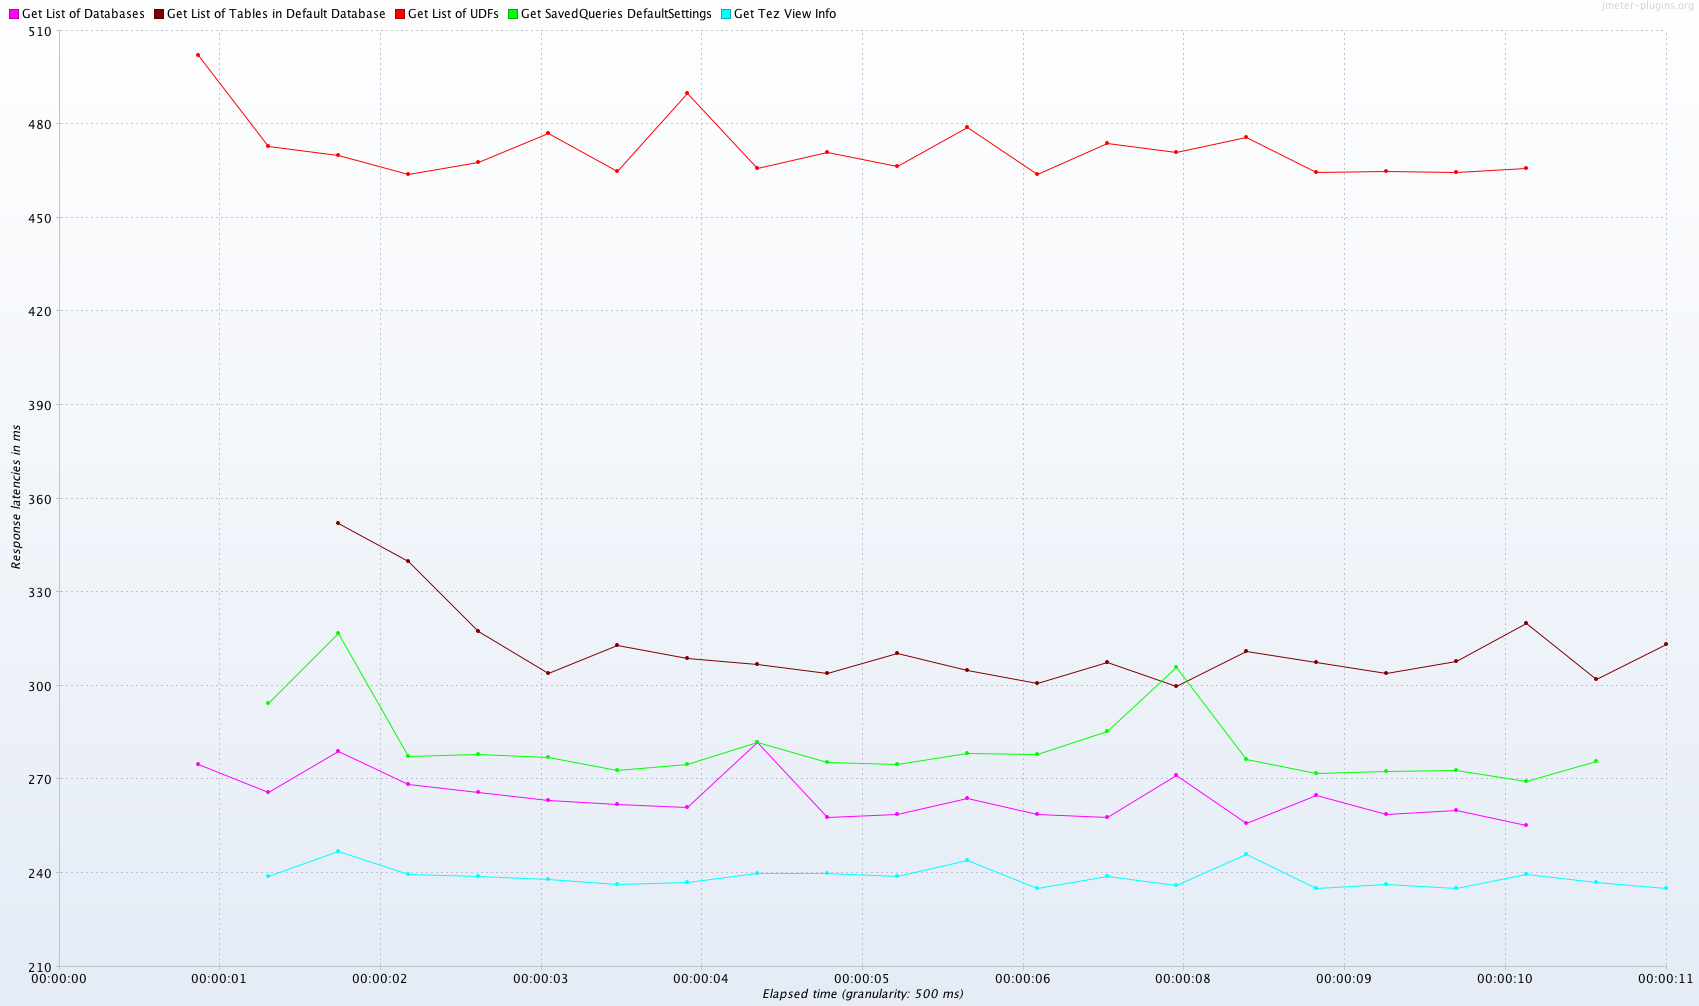 jmeter-plugins.org
Get List of Databases Get List of Tables in Default Database Get List of UDFs Get SavedQueries DefaultSettings Get Tez View Info
510
480
450
420
390
360
330
300
270
240
210
Response latencies in ms
00:00:00 00:00:01 00:00:02 00:00:03 00:00:04 00:00:05 00:00:06 00:00:08 00:00:09 00:00:10 00:00:11
Elapsed time (granularity: 500 ms)